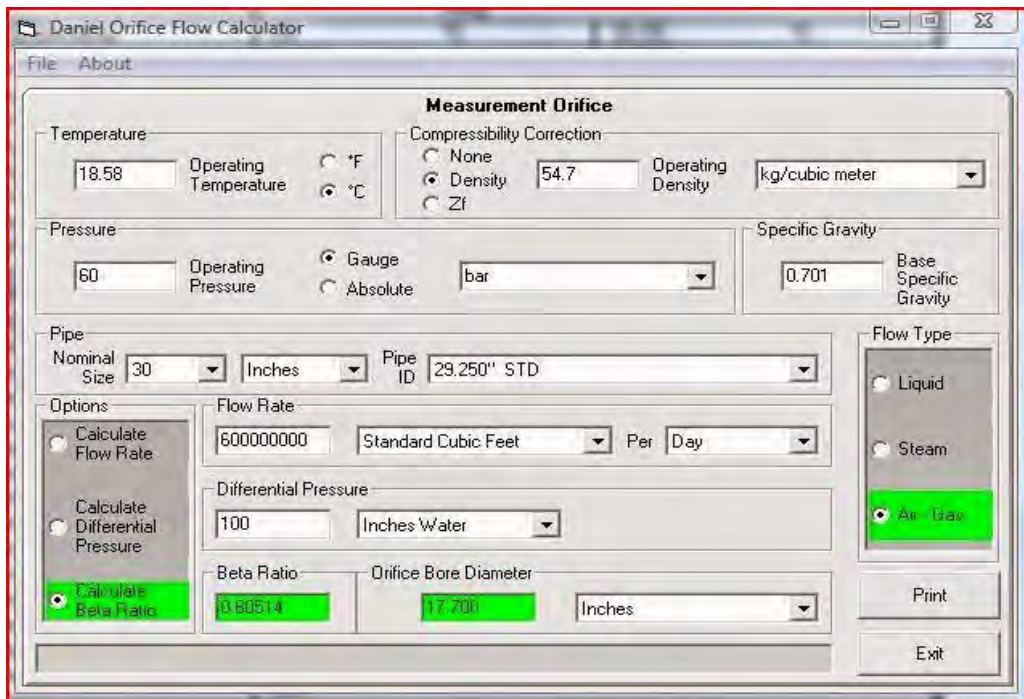 Daniel Orifice Flow Calculator
File About
Measurement Orifice
Temperature
18.58
Operating
Temperature
°F
°C
Compressibility Correction
None
Density
Zf
54.7
Operating
Density
kg/cubic meter
Pressure
60
Operating
Pressure
Gauge
Absolute
bar
Specific Gravity
0.701
Base
Specific
Gravity
Pipe
Nominal
Size
30
Inches
Pipe
ID
29.250" STD
Flow Type
Liquid
Steam
Air - Gas
Options
Calculate
Flow Rate
Calculate
Differential
Pressure
Calculate
Beta Ratio
Flow Rate
600000000
Standard Cubic Feet
Per
Day
Differential Pressure
100
Inches Water
Beta Ratio
0.60514
Orifice Bore Diameter
17.700
Inches
Print
Exit